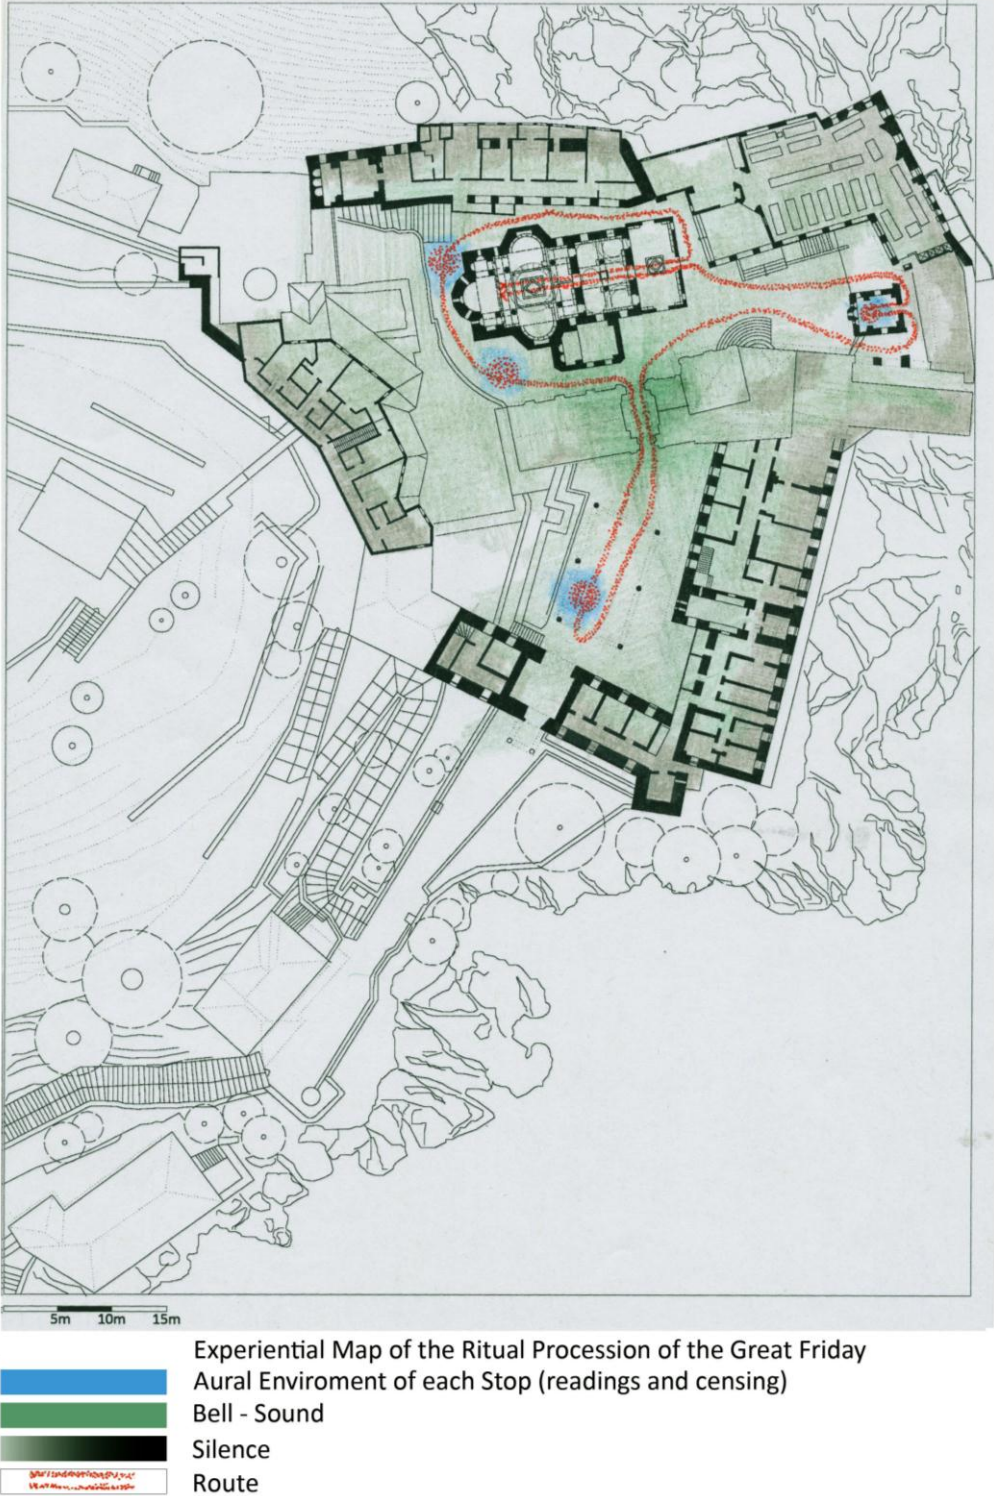 5m 10m 15m
Experiential Map of the Ritual Procession of the Great Friday
Aural Enviroment of each Stop (readings and censing)
Bell - Sound
Silence
Route